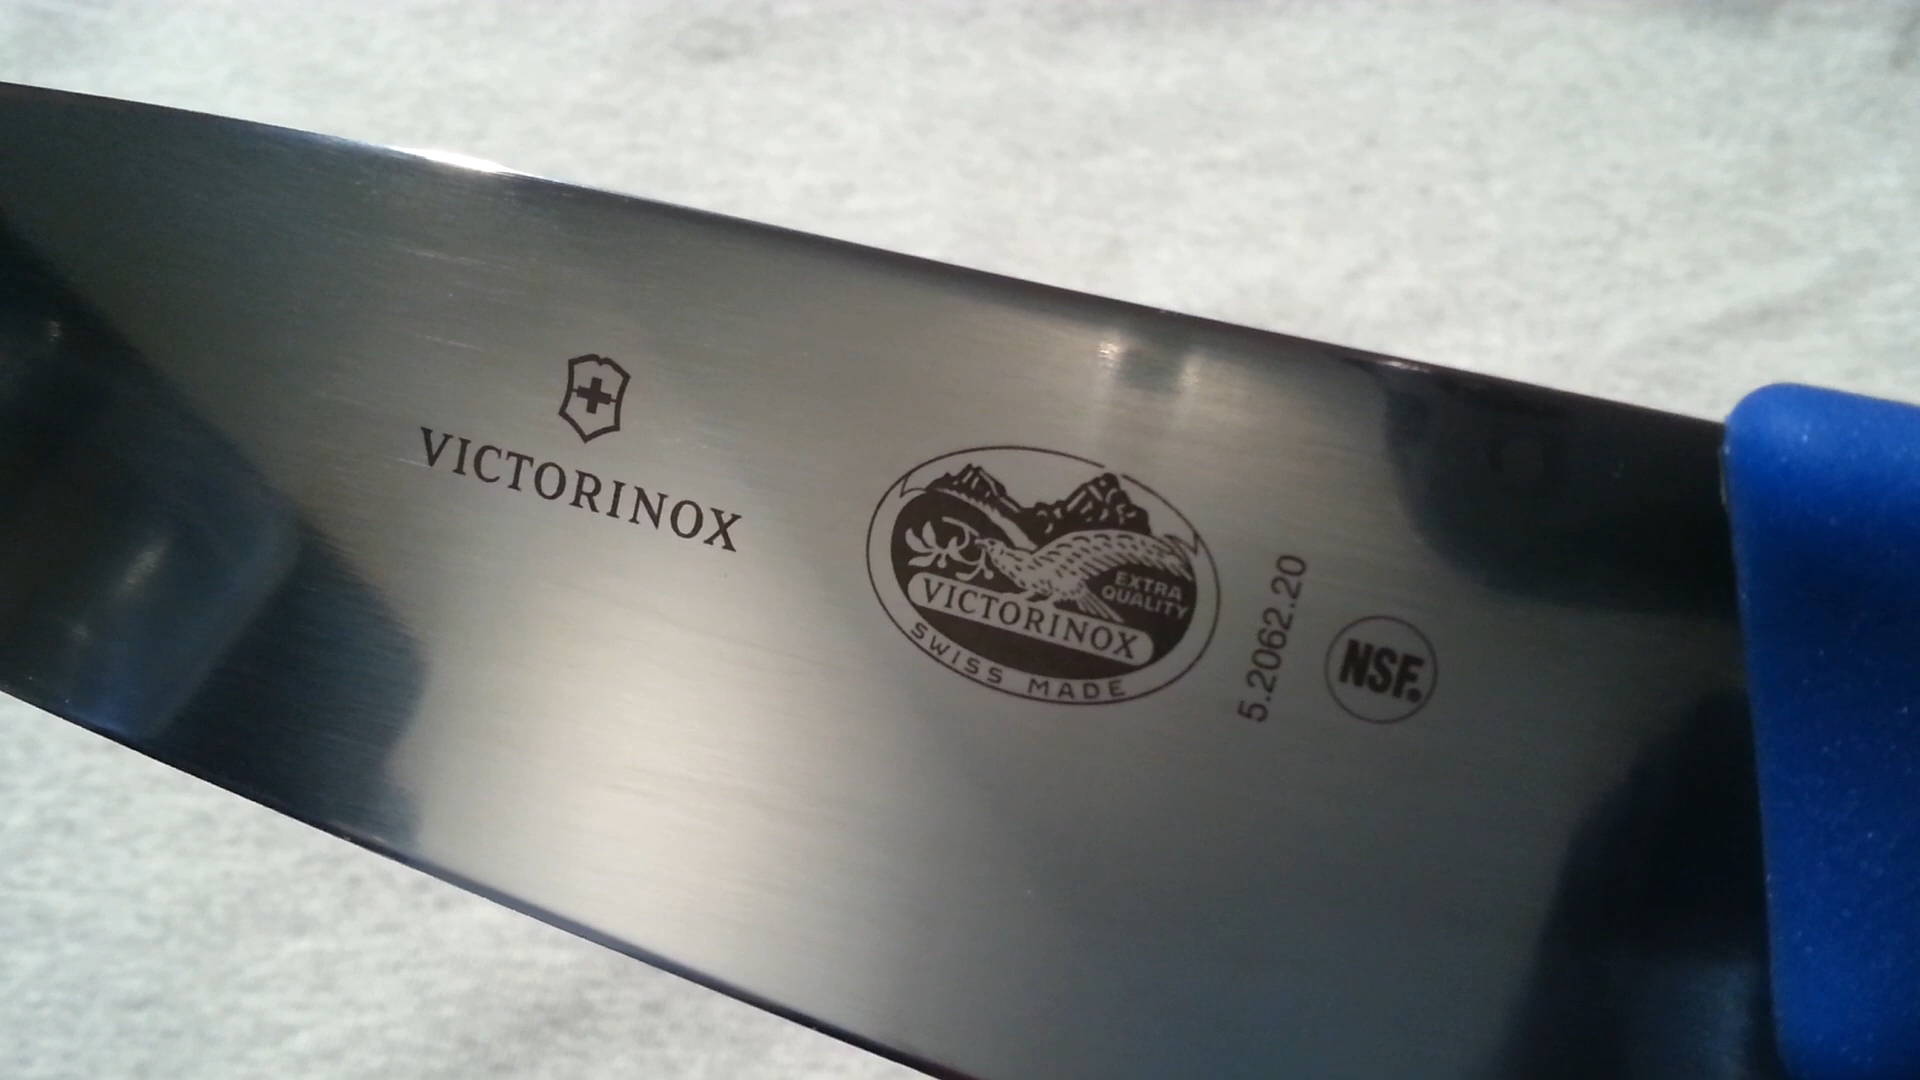 VICTORINOX
EXTRA
QUALITY
VICTORINOX
SWISS MADE
5.2062.20
NSF.